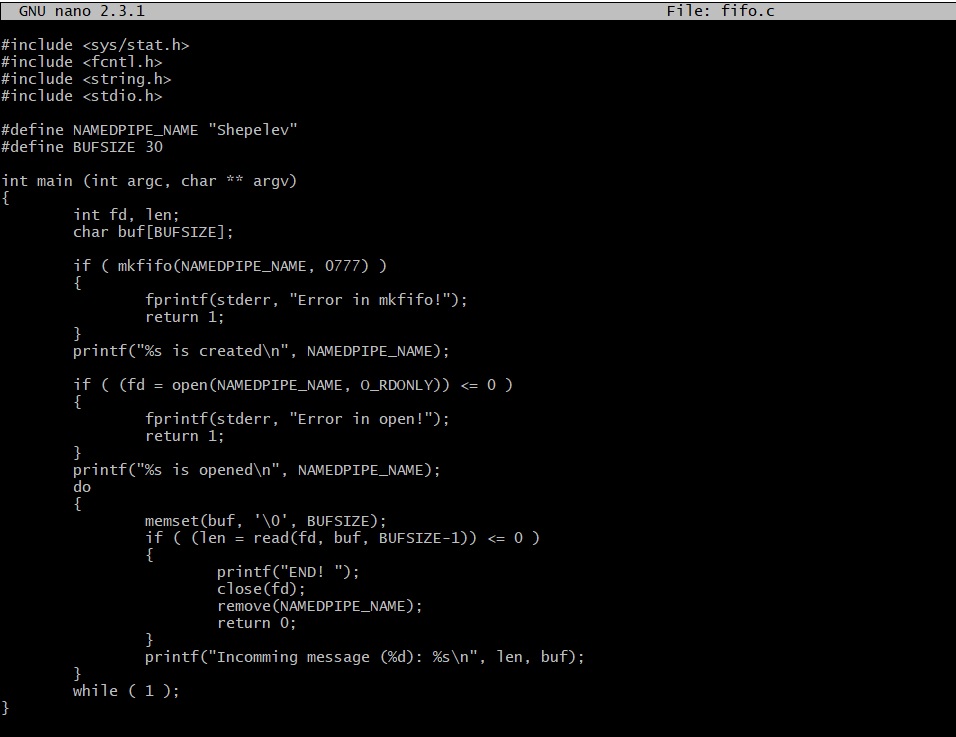 GNU nano 2.3.1 File: fifo.c
#include <sys/stat.h>
#include <fcntl.h>
#include <string.h>
#include <stdio.h>
#define NAMEDPIPE_NAME "Shepelev"
#define BUFSIZE 30
int main (int argc, char ** argv)
{
int fd, len;
char buf[BUFSIZE];
if ( mkfifo(NAMEDPIPE_NAME, 0777) )
{
fprintf(stderr, "Error in mkfifo!");
return 1;
}
printf("%s is created\n", NAMEDPIPE_NAME);
if ( (fd = open(NAMEDPIPE_NAME, O_RDONLY)) <= 0 )
{
fprintf(stderr, "Error in open!");
return 1;
}
printf("%s is opened\n", NAMEDPIPE_NAME);
do
{
memset(buf, '\0', BUFSIZE);
if ( (len = read(fd, buf, BUFSIZE-1)) <= 0 )
{
printf("END! ");
close(fd);
remove(NAMEDPIPE_NAME);
return 0;
}
printf("Incomming message (%d): %s\n", len, buf);
}
while ( 1 );
}